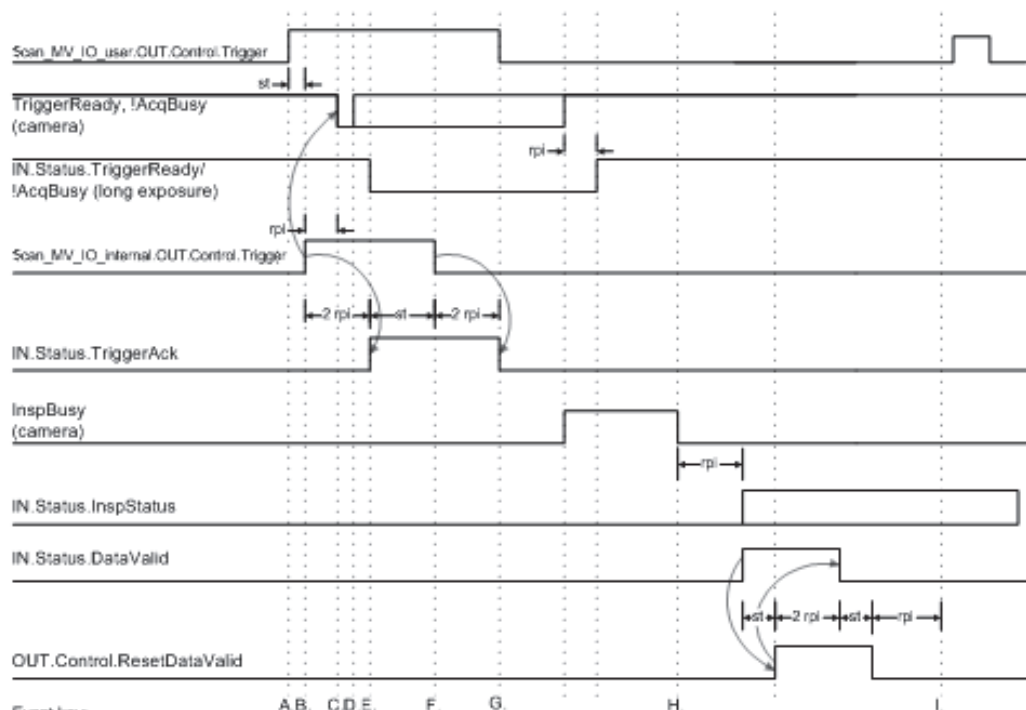 Scan_MV_IO_user.OUT.Control.Trigger
st
TriggerReady, !AcqBusy
(camera)
rpi
IN.Status.TriggerReady/
!AcqBusy (long exposure)
rpi
Scan_MV_IO_internal.OUT.Control.Trigger
2 rpi st 2 rpi
IN.Status.TriggerAck
InspBusy
(camera)
rpi
IN.Status.InspStatus
IN.Status.DataValid
st 2 rpi st rpi
OUT.Control.ResetDataValid
A. B. C. D. E. F. G. H. I.